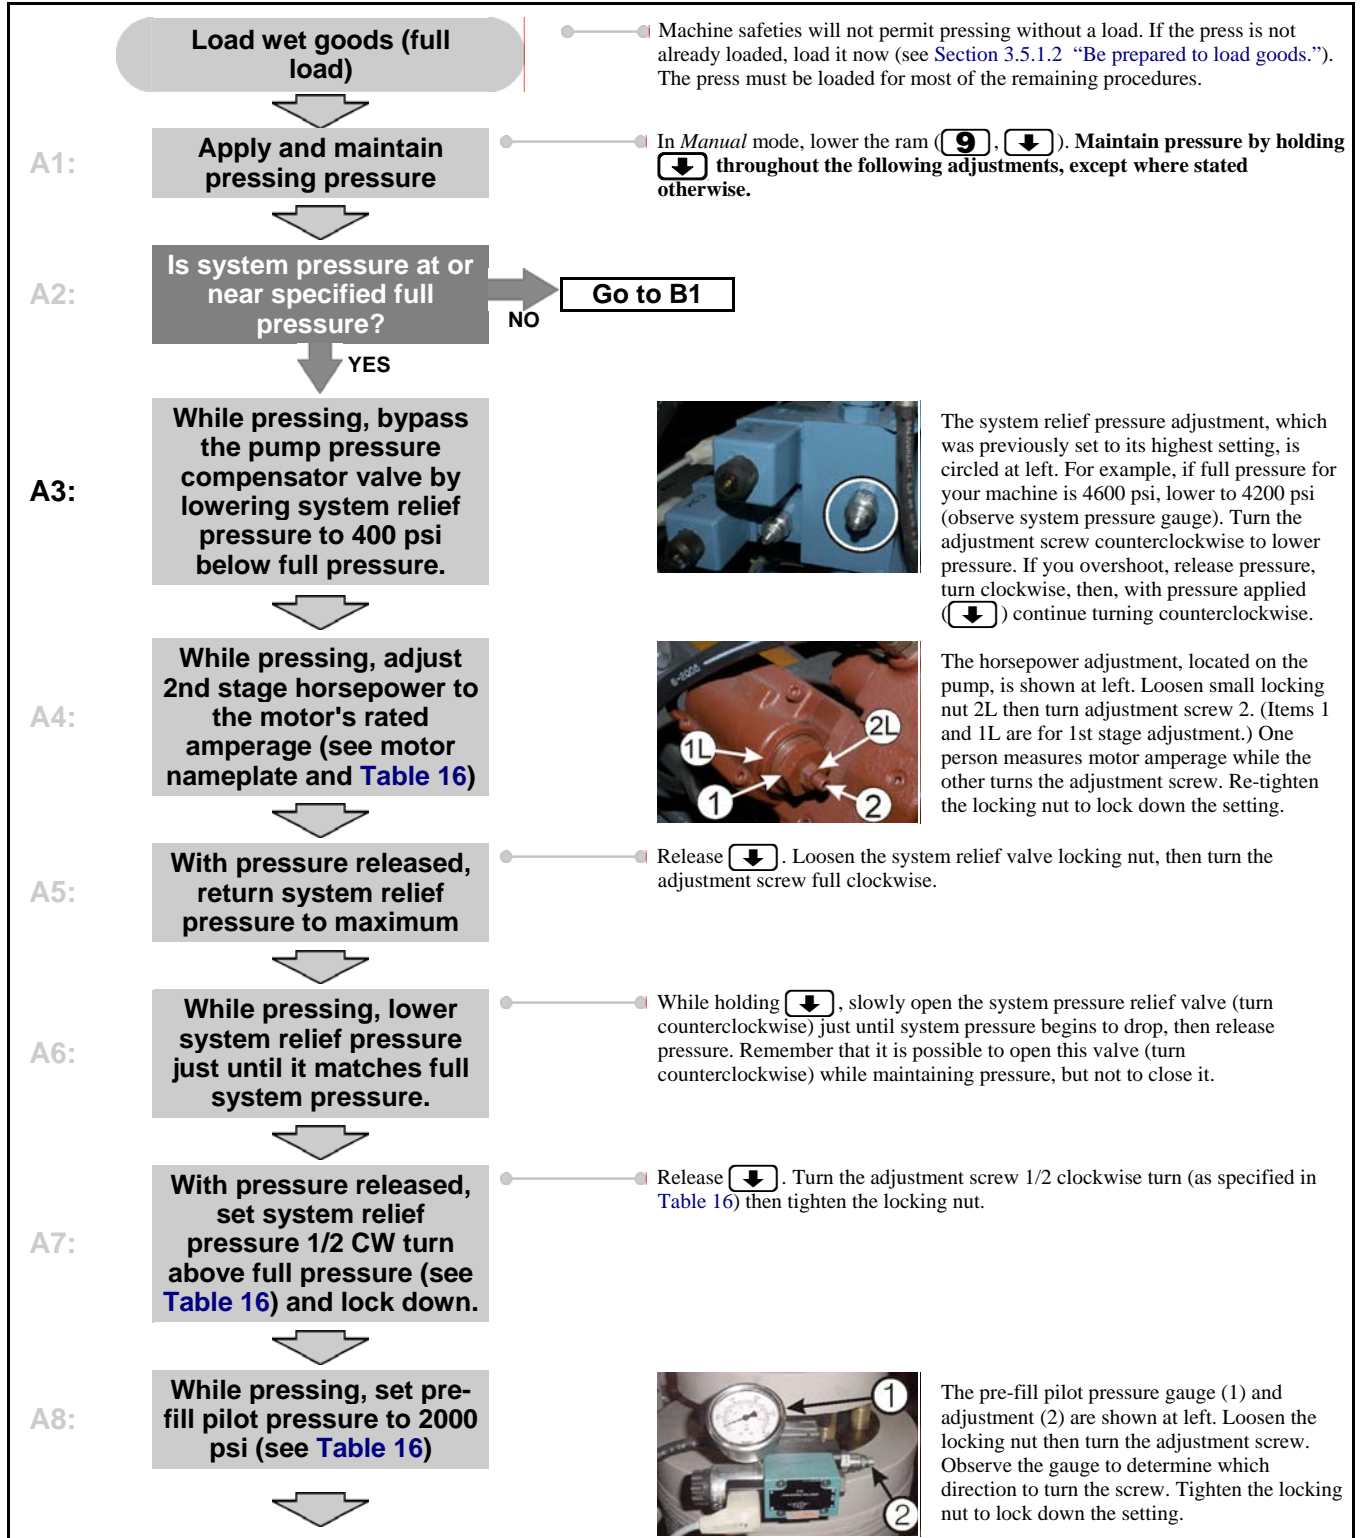 Load wet goods (full
load)
Machine safeties will not permit pressing without a load. If the press is not
already loaded, load it now (see Section 3.5.1.2 “Be prepared to load goods.”).
The press must be loaded for most of the remaining procedures.
A1:
Apply and maintain
pressing pressure
In Manual mode, lower the ram (9, ⬇). Maintain pressure by holding
⬇ throughout the following adjustments, except where stated
otherwise.
A2:
Is system pressure at or
near specified full
pressure?
NO
Go to B1
YES
A3:
While pressing, bypass
the pump pressure
compensator valve by
lowering system relief
pressure to 400 psi
below full pressure.
The system relief pressure adjustment, which
was previously set to its highest setting, is
circled at left. For example, if full pressure for
your machine is 4600 psi, lower to 4200 psi
(observe system pressure gauge). Turn the
adjustment screw counterclockwise to lower
pressure. If you overshoot, release pressure,
turn clockwise, then, with pressure applied
(⬇) continue turning counterclockwise.
A4:
While pressing, adjust
2nd stage horsepower to
the motor's rated
amperage (see motor
nameplate and Table 16)
1L
2L
1
2
The horsepower adjustment, located on the
pump, is shown at left. Loosen small locking
nut 2L then turn adjustment screw 2. (Items 1
and 1L are for 1st stage adjustment.) One
person measures motor amperage while the
other turns the adjustment screw. Re-tighten
the locking nut to lock down the setting.
A5:
With pressure released,
return system relief
pressure to maximum
Release ⬇. Loosen the system relief valve locking nut, then turn the
adjustment screw full clockwise.
A6:
While pressing, lower
system relief pressure
just until it matches full
system pressure.
While holding ⬇, slowly open the system pressure relief valve (turn
counterclockwise) just until system pressure begins to drop, then release
pressure. Remember that it is possible to open this valve (turn
counterclockwise) while maintaining pressure, but not to close it.
A7:
With pressure released,
set system relief
pressure 1/2 CW turn
above full pressure (see
Table 16) and lock down.
Release ⬇. Turn the adjustment screw 1/2 clockwise turn (as specified in
Table 16) then tighten the locking nut.
A8:
While pressing, set pre-
fill pilot pressure to 2000
psi (see Table 16)
1
2
The pre-fill pilot pressure gauge (1) and
adjustment (2) are shown at left. Loosen the
locking nut then turn the adjustment screw.
Observe the gauge to determine which
direction to turn the screw. Tighten the locking
nut to lock down the setting.